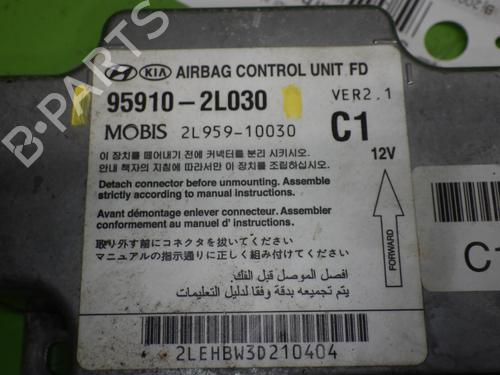 B-PARTS
HYUNDAI KIA AIRBAG CONTROL UNIT FD
95910-2L030
VER2.1
MOBIS 2L959-10030
C1
이 장치를 떼어내기 전에 커넥터를 분리 시키시오.
안내 책자의 지침에 따라서만 이 장치를 조립하십시오.
12V
Detach connector before unmounting. Assemble
strictly according to manual instructions.
Avant démontage enlever connecteur. Assembler
conformement au manuel d' instructions.
取り外す前にコネクタを抜いてください
マニュアルの指示通りに正しく組み付けてください
FORWARD
افصل الموصل قبل الفك
يتم تجميعه بدقة وفقا لدليل التعليمات
2LEHBW3D210404
C1